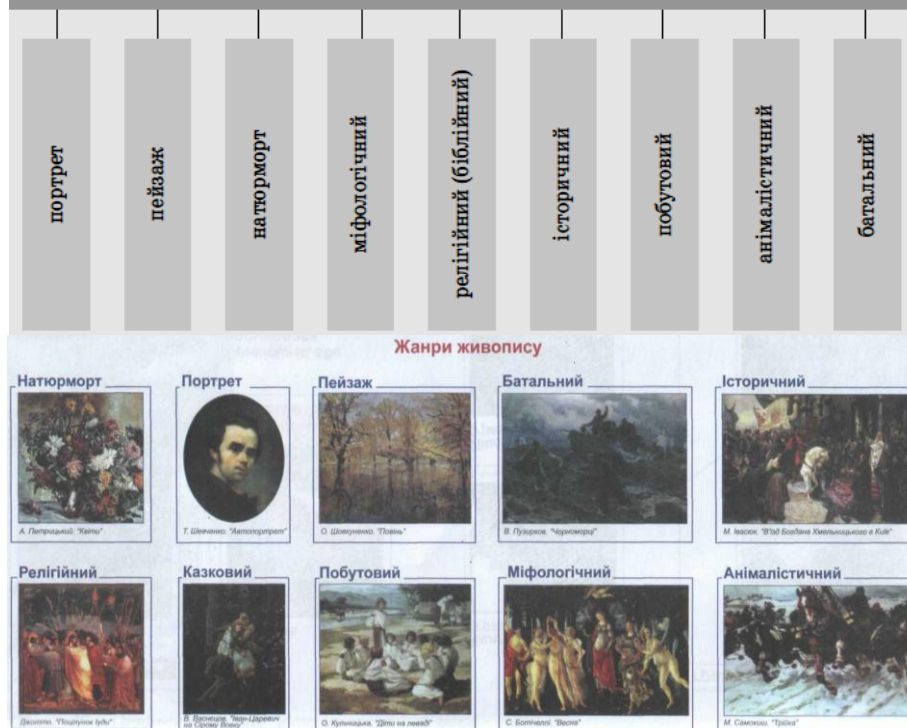 портрет
пейзаж
натюрморт
міфологічний
релігійний (біблійний)
історичний
побутовий
анімалістичний
батальний
Жанри живопису
Натюрморт
Портрет
Пейзаж
Батальний
Історичний
А. Петрицький. "Квіти"
Т. Шевченко. "Автопортрет"
О. Шовкуненко. "Повінь"
В. Пузирков. "Чорноморці"
М. Івасюк. "В'їзд Богдана Хмельницького в Київ"
Релігійний
Казковий
Побутовий
Міфологічний
Анімалістичний
Джотто. "Поцілунок Іуди"
В. Васнєцов. "Іван-Царевич
на Сірому Вовку"
О. Кульчицька. "Діти на леваді"
С. Ботічеллі. "Весна"
М. Самокиш. "Трійка"